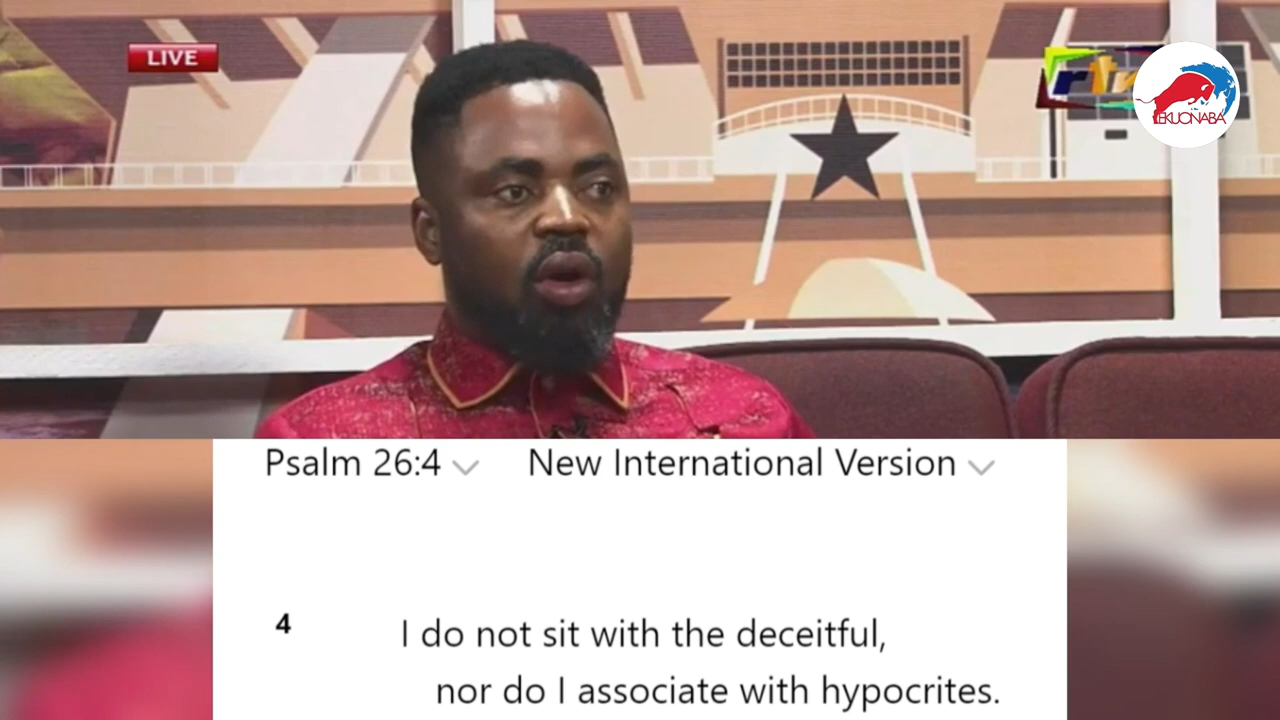 LIVE
rtv
EKUONABA
Psalm 26:4 New International Version
4 I do not sit with the deceitful,
nor do I associate with hypocrites.